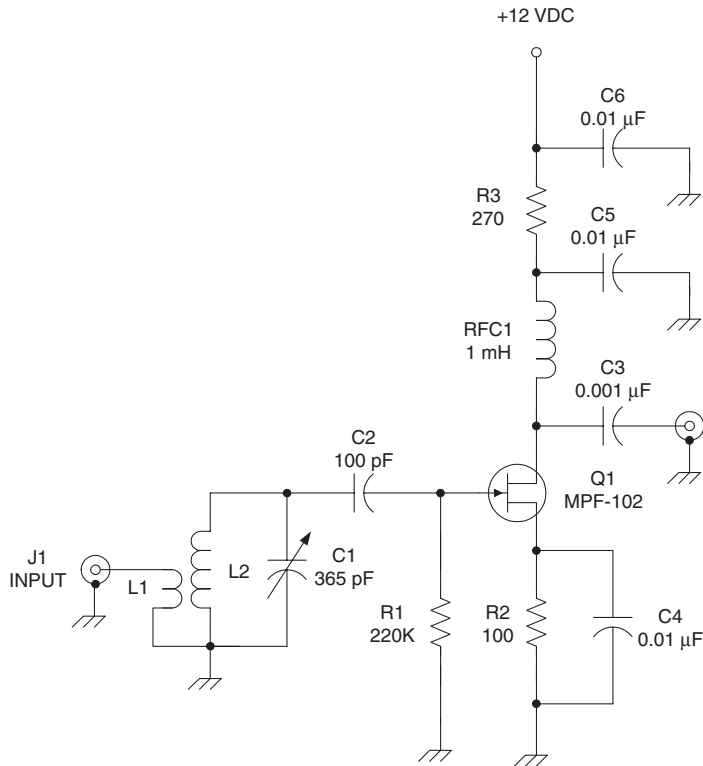 +12 VDC
C6
0.01 μF
R3
270
C5
0.01 μF
RFC1
1 mH
C3
0.001 μF
C2
100 pF
Q1
MPF-102
J1
INPUT
L1
L2
C1
365 pF
R1
220K
R2
100
C4
0.01 μF